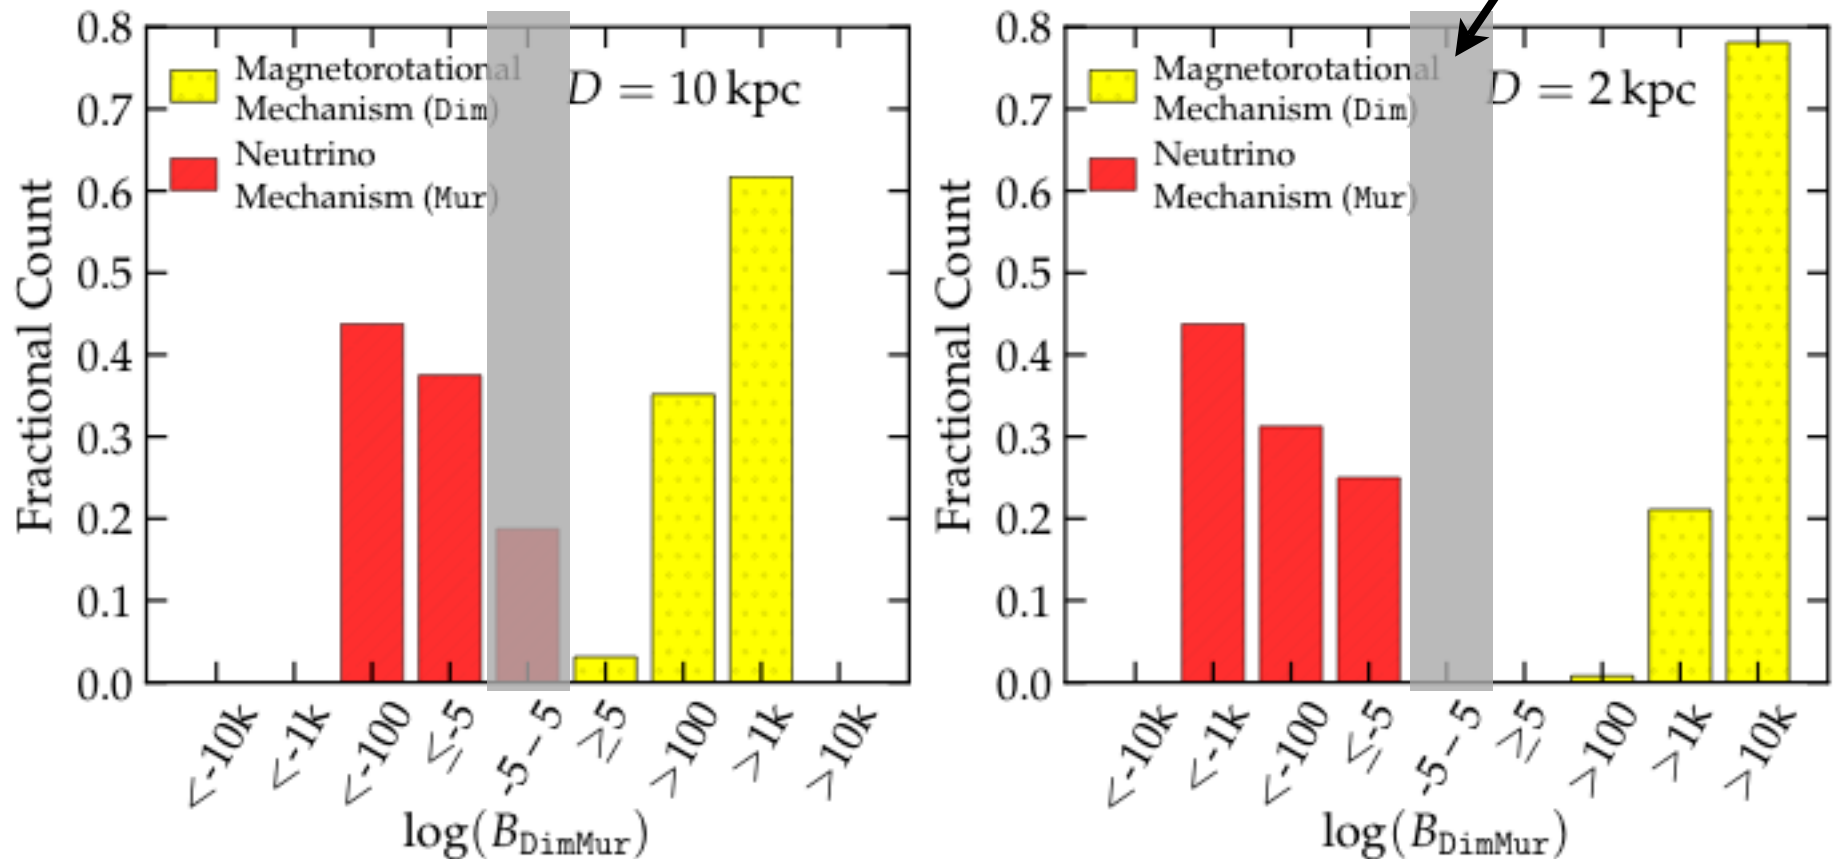 0.8
0.7
0.6
0.5
0.4
0.3
0.2
0.1
0.0
Fractional Count
Magnetorotational
Mechanism (Dim)
Neutrino
Mechanism (Mur)
D = 10 kpc
<-10k
<-1k
<-100
≤-5
-5–5
≥5
>100
>1k
>10k
log(B_DimMur)
0.8
0.7
0.6
0.5
0.4
0.3
0.2
0.1
0.0
Fractional Count
Magnetorotational
Mechanism (Dim)
Neutrino
Mechanism (Mur)
D = 2 kpc
<-10k
<-1k
<-100
≤-5
-5–5
≥5
>100
>1k
>10k
log(B_DimMur)